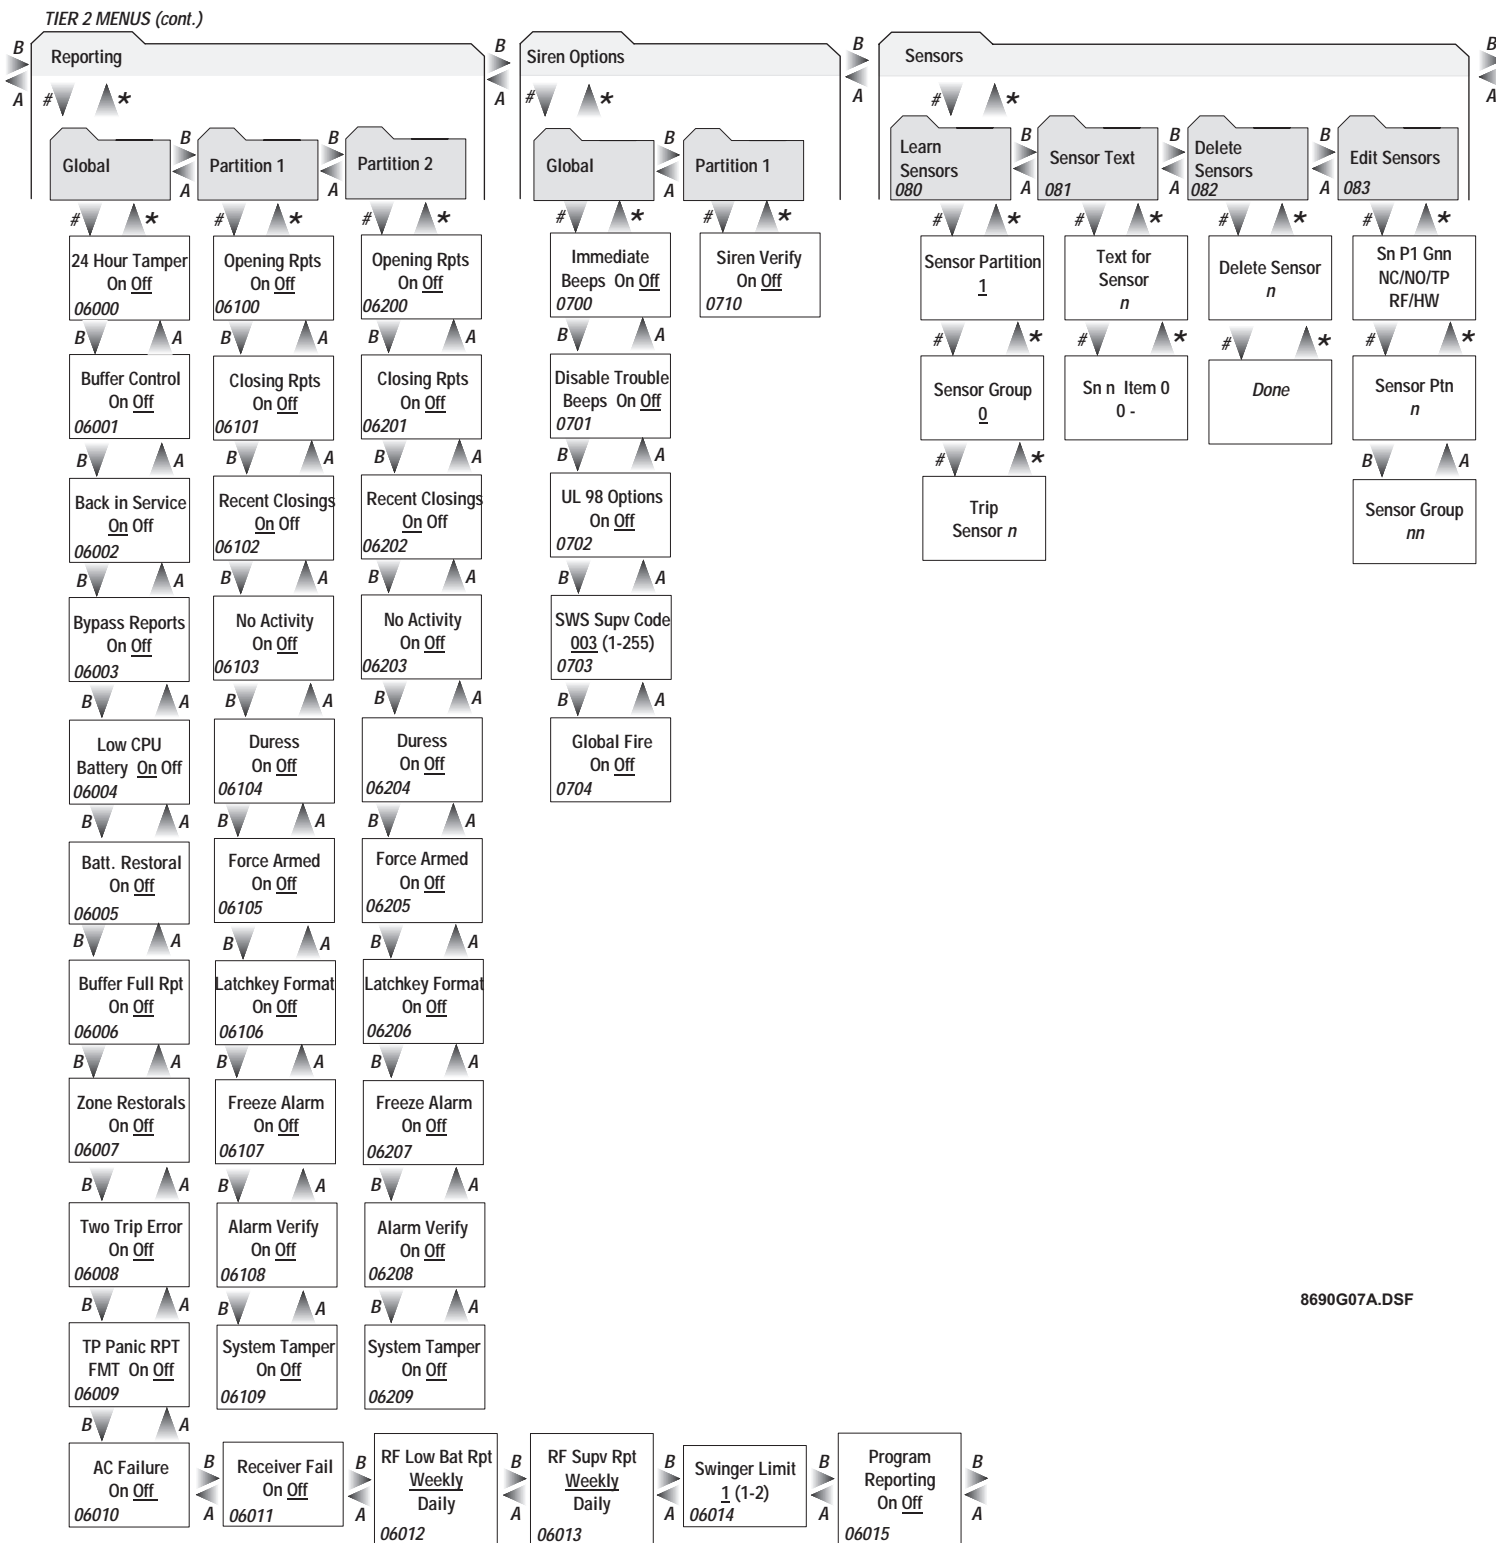 TIER 2 MENUS (cont.)
B
A
Reporting
# *
Global
B
A
Partition 1
B
A
Partition 2
# *
24 Hour Tamper
On Off
06000
B A
Buffer Control
On Off
06001
B A
Back in Service
On Off
06002
B A
Bypass Reports
On Off
06003
B A
Low CPU
Battery On Off
06004
B A
Batt. Restoral
On Off
06005
B A
Buffer Full Rpt
On Off
06006
B A
Zone Restorals
On Off
06007
B A
Two Trip Error
On Off
06008
B A
TP Panic RPT
FMT On Off
06009
B A
AC Failure
On Off
06010
B
A
Receiver Fail
On Off
06011
B
A
RF Low Bat Rpt
Weekly
Daily
06012
B
A
RF Supv Rpt
Weekly
Daily
06013
B
A
Swinger Limit
1 (1-2)
06014
B
A
Program
Reporting
On Off
06015
B
A
# *
Opening Rpts
On Off
06100
B A
Closing Rpts
On Off
06101
B A
Recent Closings
On Off
06102
B A
No Activity
On Off
06103
B A
Duress
On Off
06104
B A
Force Armed
On Off
06105
B A
Latchkey Format
On Off
06106
B A
Freeze Alarm
On Off
06107
B A
Alarm Verify
On Off
06108
B A
System Tamper
On Off
06109
# *
Opening Rpts
On Off
06200
B A
Closing Rpts
On Off
06201
B A
Recent Closings
On Off
06202
B A
No Activity
On Off
06203
B A
Duress
On Off
06204
B A
Force Armed
On Off
06205
B A
Latchkey Format
On Off
06206
B A
Freeze Alarm
On Off
06207
B A
Alarm Verify
On Off
06208
B A
System Tamper
On Off
06209
B
A
Siren Options
# *
Global
B
A
Partition 1
# *
Immediate
Beeps On Off
0700
B A
Disable Trouble
Beeps On Off
0701
B A
UL 98 Options
On Off
0702
B A
SWS Supv Code
003 (1-255)
0703
B A
Global Fire
On Off
0704
# *
Siren Verify
On Off
0710
B
A
Sensors
# *
Learn
Sensors
080
B
A
Sensor Text
081
B
A
Delete
Sensors
082
B
A
Edit Sensors
083
# *
Sensor Partition
1
# *
Sensor Group
0
# *
Trip
Sensor n
# *
Text for
Sensor
n
# *
Sn n Item 0
0 -
# *
Delete Sensor
n
# *
Done
# *
Sn P1 Gnn
NC/NO/TP
RF/HW
# *
Sensor Ptn
n
B A
Sensor Group
nn
B
A
8690G07A.DSF